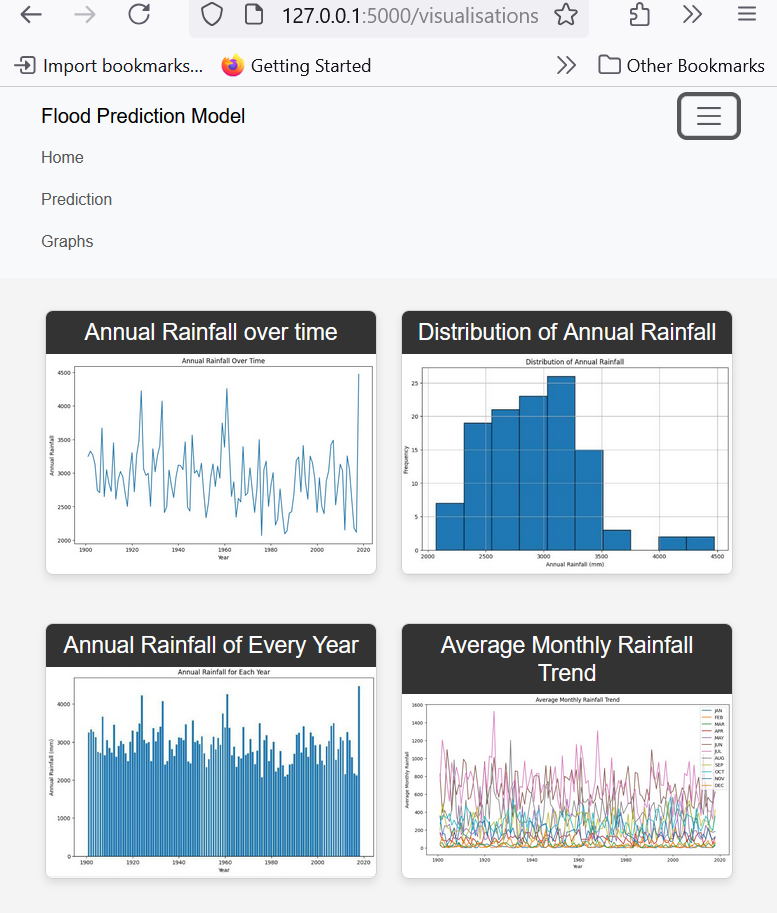 127.0.0.1:5000/visualisations
Import bookmarks... Getting Started Other Bookmarks
Flood Prediction Model
Home
Prediction
Graphs
Annual Rainfall over time
Annual Rainfall Over Time
4500
4000
3500
3000
2500
2000
Annual Rainfall
1900 1920 1940 1960 1980 2000 2020
Year
Distribution of Annual Rainfall
Distribution of Annual Rainfall
25
20
15
10
5
0
Frequency
2000 2500 3000 3500 4000 4500
Annual Rainfall (mm)
Annual Rainfall of Every Year
Annual Rainfall for Each Year
4000
3000
2000
1000
0
Annual Rainfall (mm)
1900 1920 1940 1960 1980 2000 2020
Year
Average Monthly Rainfall
Trend
Average Monthly Rainfall Trend
1600
1400
1200
1000
800
600
400
200
0
Average Monthly Rainfall
JAN
FEB
MAR
APR
MAY
JUN
JUL
AUG
SEP
OCT
NOV
DEC
1900 1920 1940 1960 1980 2000 2020
Year